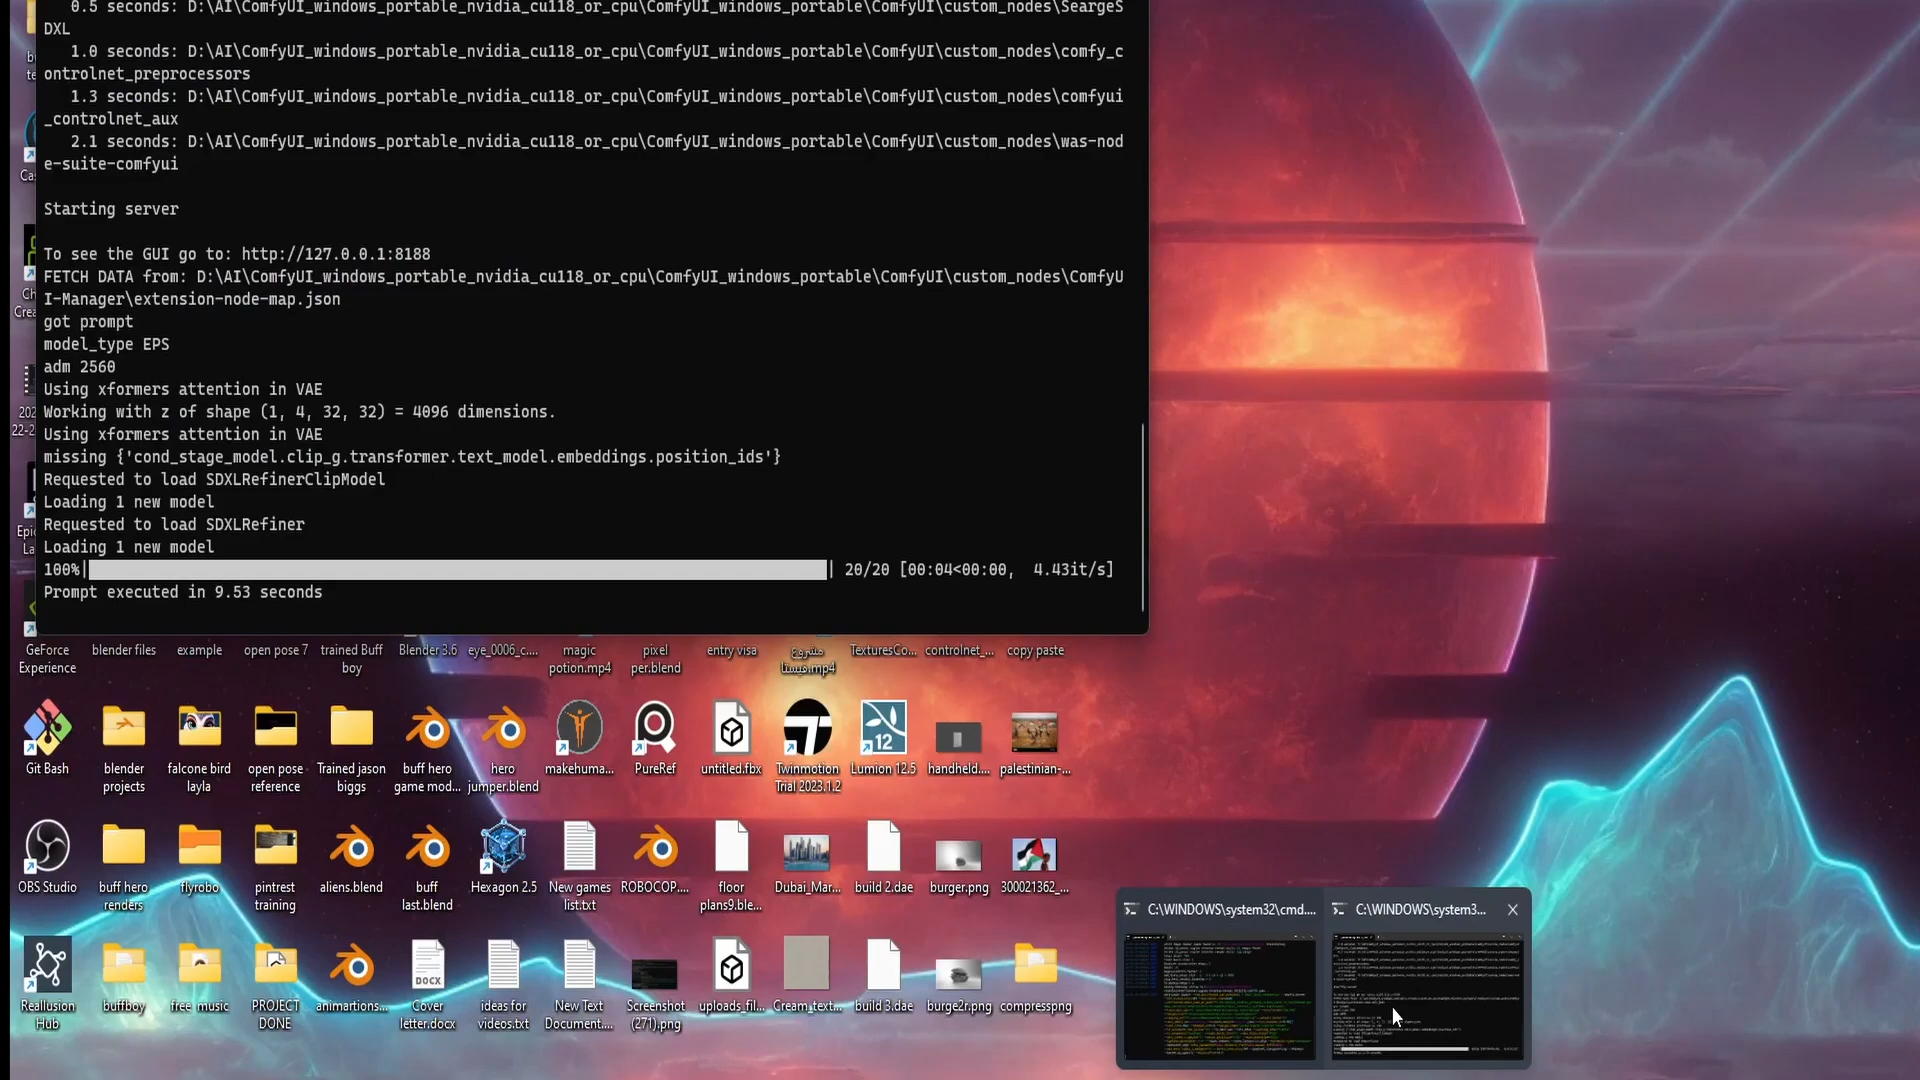 0.5 seconds: D:\AI\ComfyUI_windows_portable_nvidia_cu118_or_cpu\ComfyUI_windows_portable\ComfyUI\custom_nodes\SeargeS
DXL
1.0 seconds: D:\AI\ComfyUI_windows_portable_nvidia_cu118_or_cpu\ComfyUI_windows_portable\ComfyUI\custom_nodes\comfy_c
ontrolnet_preprocessors
1.3 seconds: D:\AI\ComfyUI_windows_portable_nvidia_cu118_or_cpu\ComfyUI_windows_portable\ComfyUI\custom_nodes\comfyui
_controlnet_aux
2.1 seconds: D:\AI\ComfyUI_windows_portable_nvidia_cu118_or_cpu\ComfyUI_windows_portable\ComfyUI\custom_nodes\was-nod
e-suite-comfyui
Starting server
To see the GUI go to: http://127.0.0.1:8188
FETCH DATA from: D:\AI\ComfyUI_windows_portable_nvidia_cu118_or_cpu\ComfyUI_windows_portable\ComfyUI\custom_nodes\ComfyU
I-Manager\extension-node-map.json
got prompt
model_type EPS
adm 2560
Using xformers attention in VAE
Working with z of shape (1, 4, 32, 32) = 4096 dimensions.
Using xformers attention in VAE
missing {'cond_stage_model.clip_g.transformer.text_model.embeddings.position_ids'}
Requested to load SDXLRefinerClipModel
Loading 1 new model
Requested to load SDXLRefiner
Loading 1 new model
100%| | 20/20 [00:04<00:00, 4.43it/s]
Prompt executed in 9.53 seconds
GeForce
Experience
blender files
example
open pose 7
trained Buff
boy
Blender 3.6
eye_0006_c....
magic
potion.mp4
pixel
per.blend
entry visa
مشروع
هيستا.mp4
TexturesCo...
controlnet_...
copy paste
Git Bash
blender
projects
falcone bird
layla
open pose
reference
Trained jason
biggs
buff hero
game mod...
hero
jumper.blend
makehuma...
PureRef
untitled.fbx
Twinmotion
Trial 2023.1.2
Lumion 12.5
handheld....
palestinian-...
OBS Studio
buff hero
renders
flyrobo
pintrest
training
aliens.blend
buff
last.blend
Hexagon 2.5
New games
list.txt
ROBOCOP....
floor
plans9.ble...
Dubai_Mar...
build 2.dae
burger.png
300021362_...
Reallusion
Hub
buffboy
free_music
PROJECT
DONE
animartions...
Cover
letter.docx
ideas for
videos.txt
New Text
Document....
Screenshot
(271).png
uploads_fil...
Cream_text...
build 3.dae
burge2r.png
compresspng
C:\WINDOWS\system32\cmd....
C:\WINDOWS\system3...